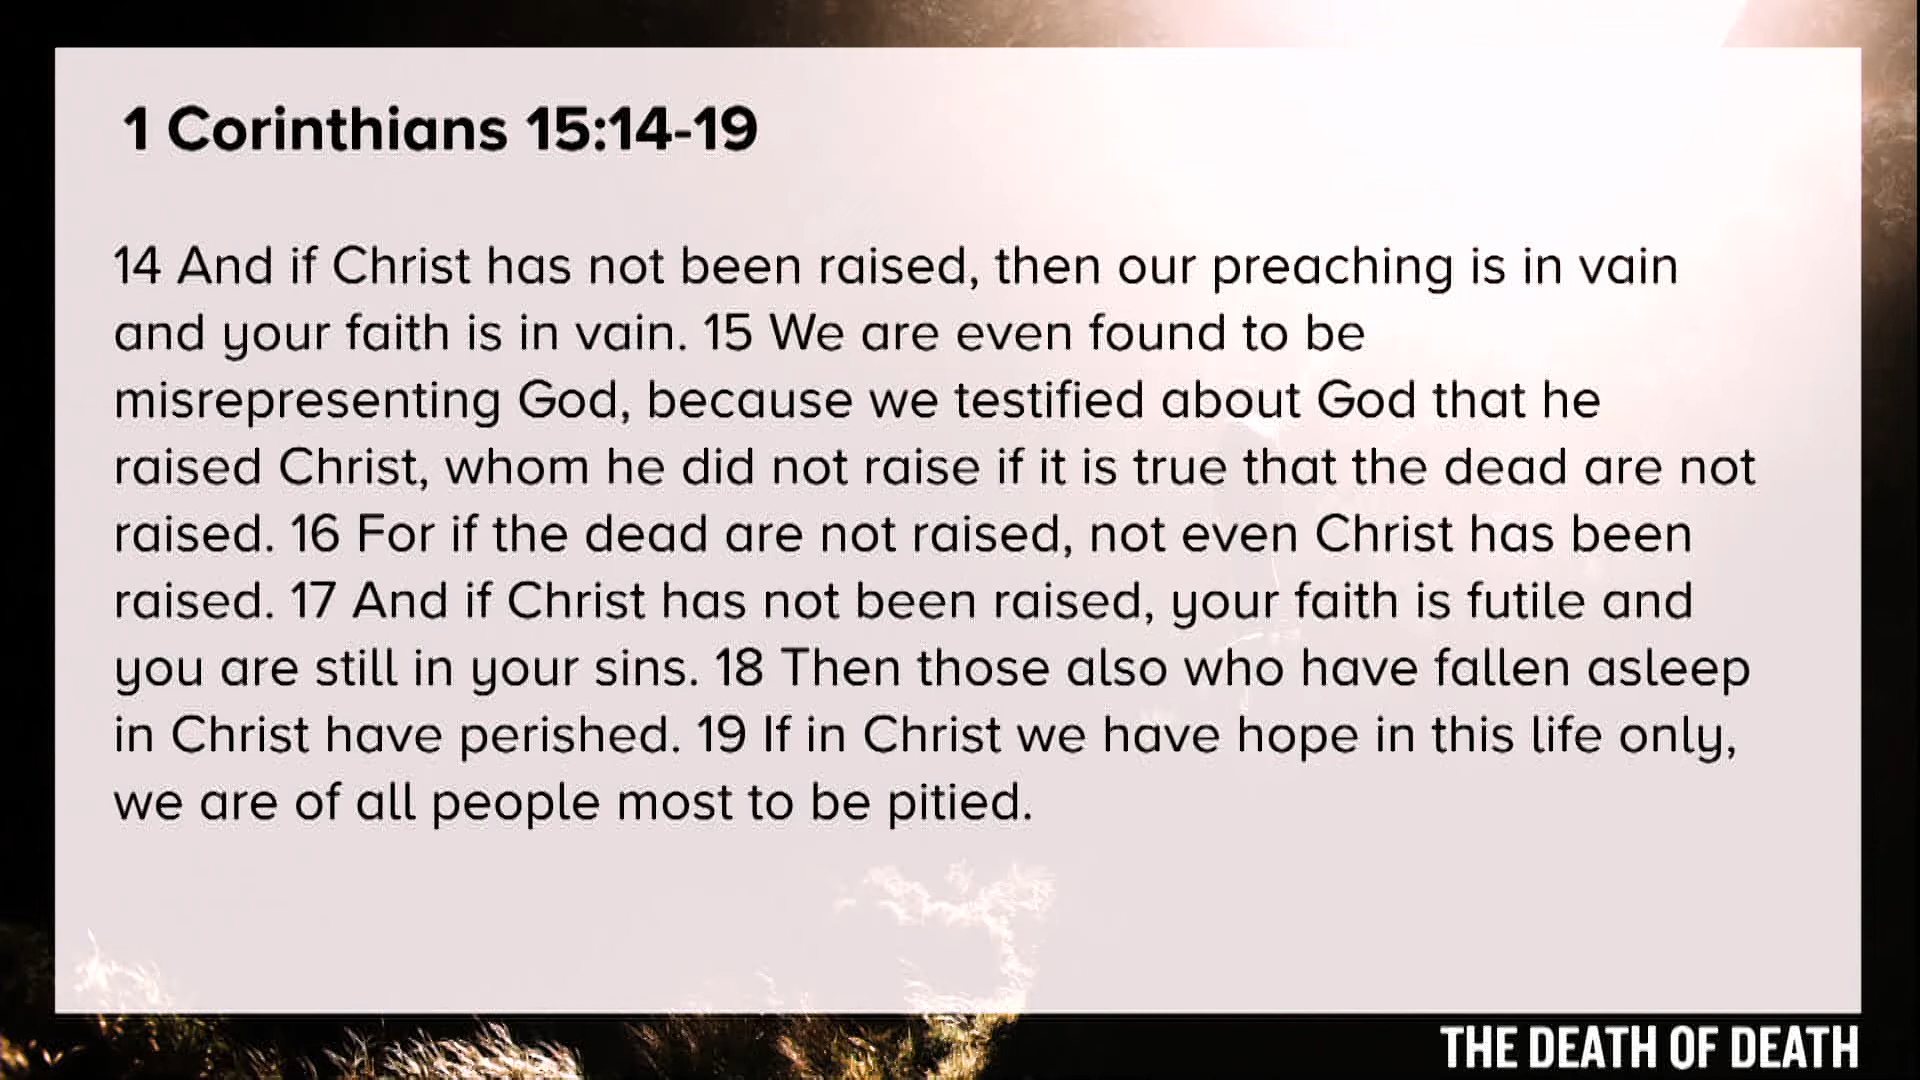 1 Corinthians 15:14-19
14 And if Christ has not been raised, then our preaching is in vain
and your faith is in vain. 15 We are even found to be
misrepresenting God, because we testified about God that he
raised Christ, whom he did not raise if it is true that the dead are not
raised. 16 For if the dead are not raised, not even Christ has been
raised. 17 And if Christ has not been raised, your faith is futile and
you are still in your sins. 18 Then those also who have fallen asleep
in Christ have perished. 19 If in Christ we have hope in this life only,
we are of all people most to be pitied.
THE DEATH OF DEATH